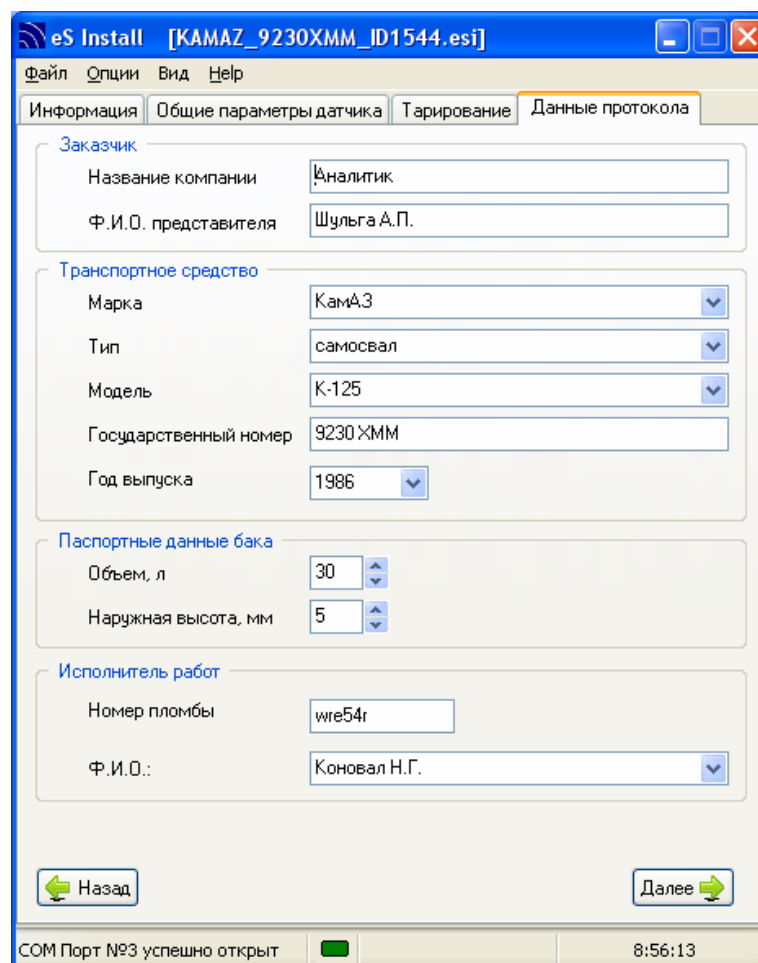 eS Install [KAMAZ_9230XMM_ID1544.esi]
Файл Опции Вид Help
Информация Общие параметры датчика Тарирование Данные протокола
Заказчик
Название компании Аналитик
Ф.И.О. представителя Шульга А.П.
Транспортное средство
Марка КамАЗ
Тип самосвал
Модель К-125
Государственный номер 9230 ХММ
Год выпуска 1986
Паспортные данные бака
Объем, л 30
Наружная высота, мм 5
Исполнитель работ
Номер пломбы wre54r
Ф.И.О.: Коновал Н.Г.
Назад Далее
COM Порт №3 успешно открыт 8:56:13